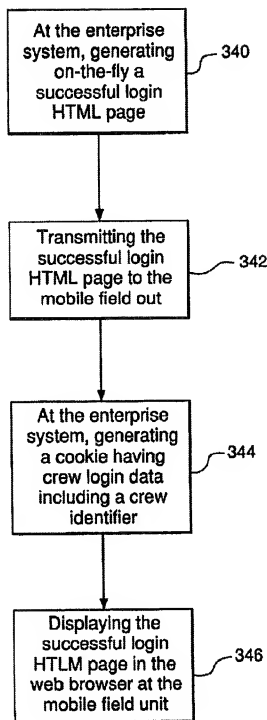 At the enterprise
system, generating
on-the-fly a
successful login
HTML page
340
Transmitting the
successful login
HTML page to the
mobile field out
342
At the enterprise
system, generating
a cookie having
crew login data
including a crew
identifier
344
Displaying the
successful login
HTLM page in the
web browser at the
mobile field unit
346